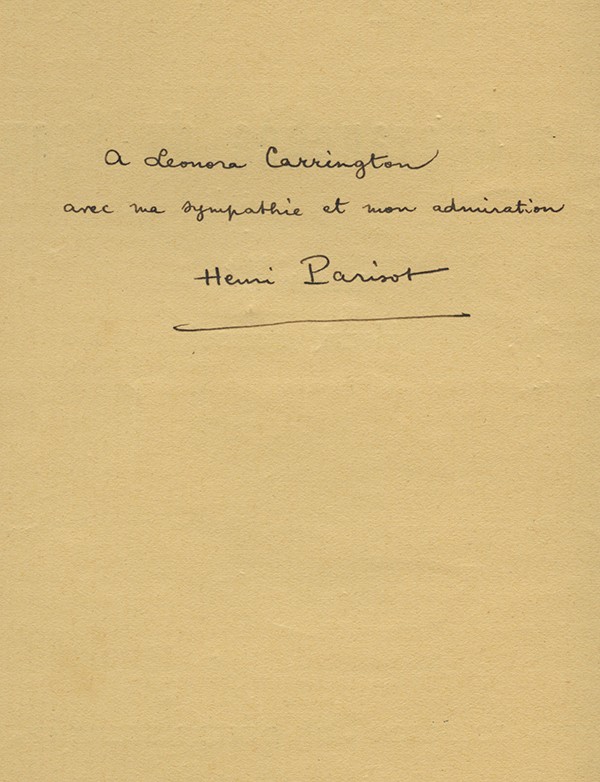 A Leonora Carrington
avec ma sympathie et mon admiration
Henri Parisot